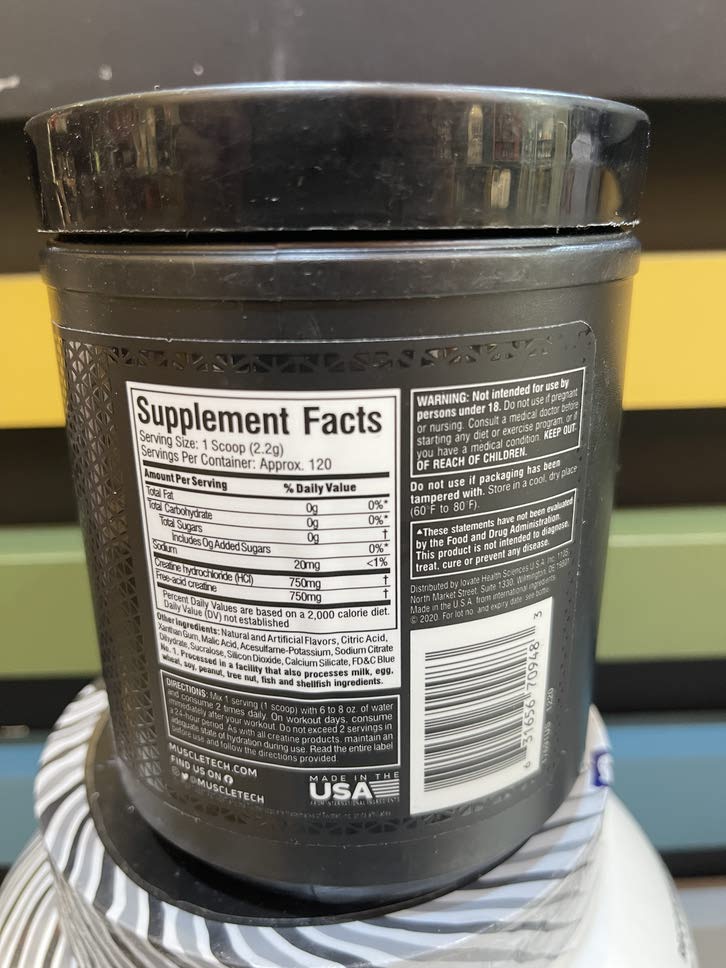 Supplement Facts
Serving Size: 1 Scoop (2.2g)
Servings Per Container: Approx. 120
Amount Per Serving % Daily Value
Total Fat 0g 0%*
Total Carbohydrate 0g 0%*
Total Sugars 0g †
Includes 0g Added Sugars 0%*
Sodium 20mg <1%
Creatine hydrochloride (HCl) 750mg †
Free-acid creatine 750mg †
Percent Daily Values are based on a 2,000 calorie diet.
Daily Value (DV) not established
Other ingredients: Natural and Artificial Flavors, Citric Acid,
Xanthan Gum, Malic Acid, Acesulfame-Potassium, Sodium Citrate
Dihydrate, Sucralose, Silicon Dioxide, Calcium Silicate, FD&C Blue
No. 1. Processed in a facility that also processes milk, egg,
wheat, soy, peanut, tree nut, fish and shellfish ingredients.
DIRECTIONS: Mix 1 serving (1 scoop) with 6 to 8 oz. of water
and consume 2 times daily. On workout days, consume
immediately after your workout. Do not exceed 2 servings in
a 24-hour period. As with all creatine products, maintain an
adequate state of hydration during use. Read the entire label
before use and follow the directions provided.
MUSCLETECH.COM
FIND US ON
@MUSCLETECH
MADE IN THE
USA
FROM INTERNATIONAL INGREDIENTS
WARNING: Not intended for use by
persons under 18. Do not use if pregnant
or nursing. Consult a medical doctor before
starting any diet or exercise program, or if
you have a medical condition. KEEP OUT
OF REACH OF CHILDREN.
Do not use if packaging has been
tampered with. Store in a cool, dry place
(60°F to 80°F).
▲These statements have not been evaluated
by the Food and Drug Administration.
This product is not intended to diagnose,
treat, cure or prevent any disease.
Distributed by Iovate Health Sciences U.S.A. Inc. 1105
North Market Street, Suite 1330, Wilmington, DE 19801
Made in the U.S.A. from international ingredients.
© 2020. For lot no. and expiry date: see bottom.
6 31656 70948 3